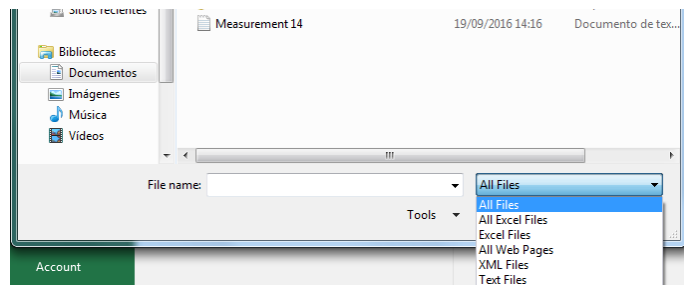 Sitios recientes
Measurement 14 19/09/2016 14:16 Documento de tex...
Bibliotecas
Documentos
Imágenes
Música
Vídeos
File name: All Files
Tools
All Files
All Excel Files
Excel Files
All Web Pages
XML Files
Text Files
Account